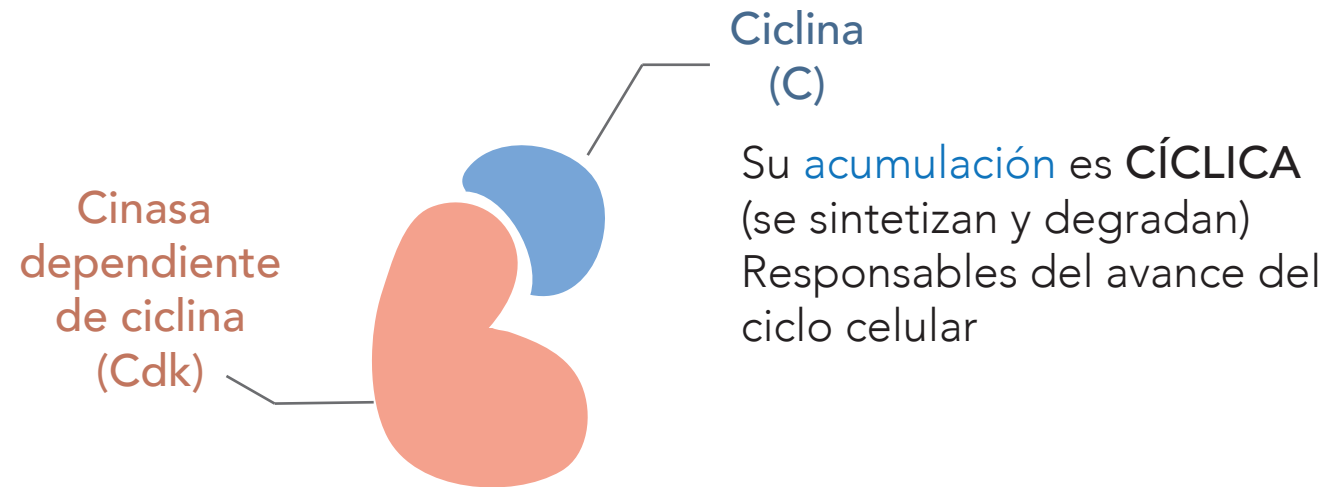 Ciclina
(C)
Su acumulación es CÍCLICA
(se sintetizan y degradan)
Responsables del avance del
ciclo celular
Cinasa
dependiente
de ciclina
(Cdk)